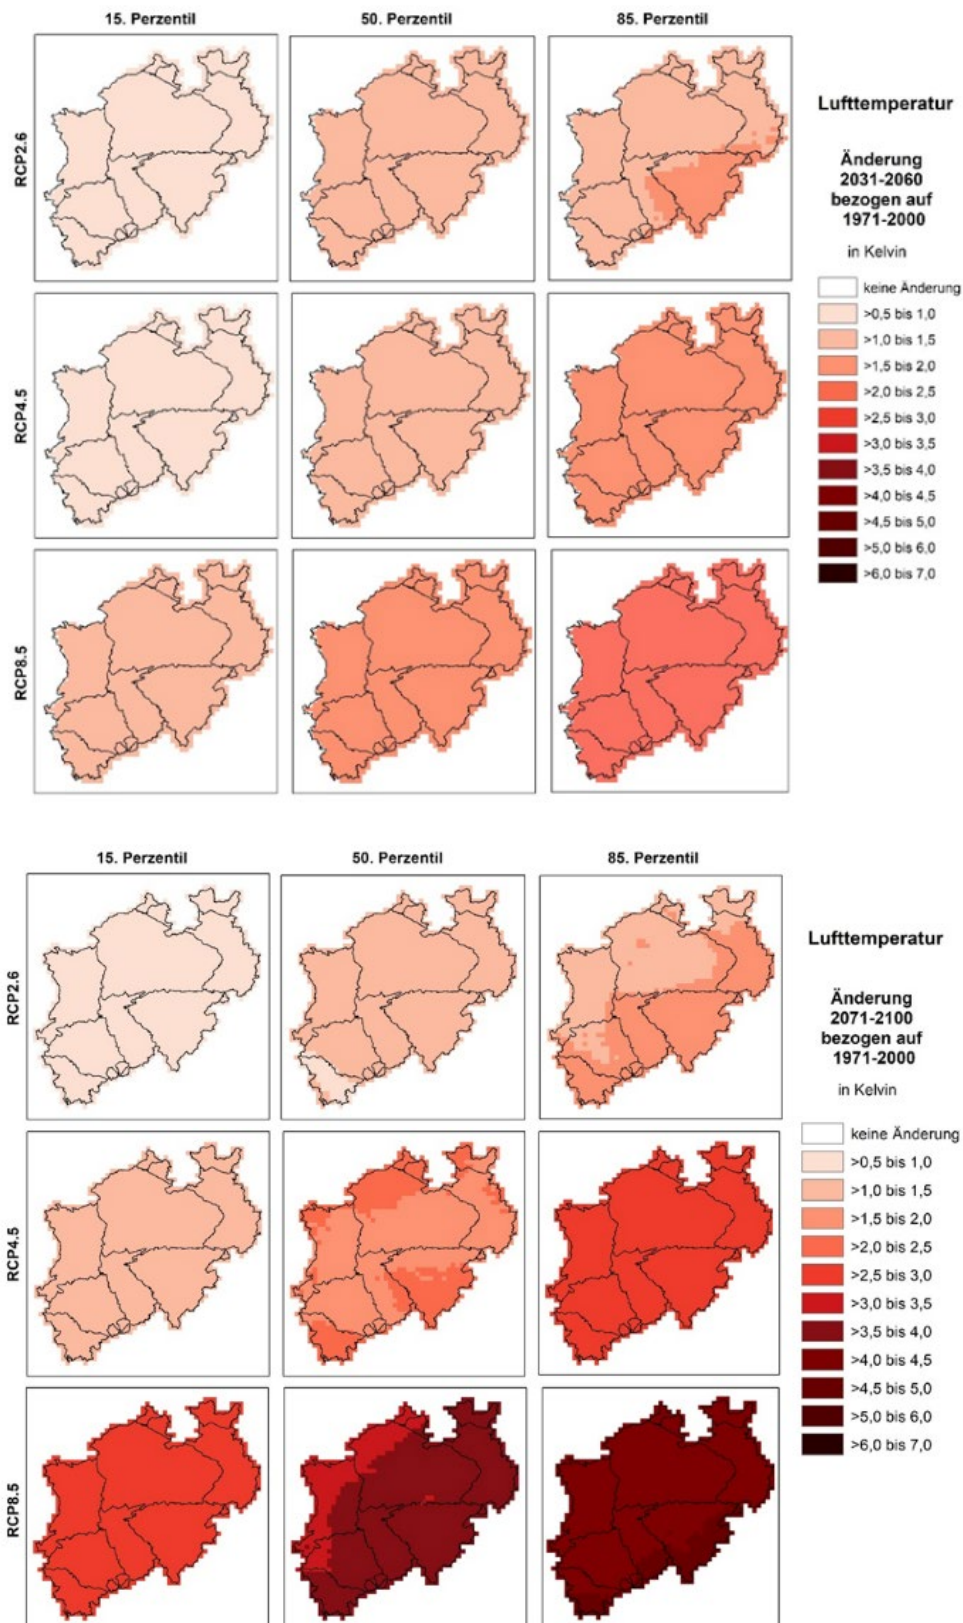 15. Perzentil
50. Perzentil
85. Perzentil
RCP2.6
RCP4.5
RCP8.5
Lufttemperatur
Änderung
2031-2060
bezogen auf
1971-2000
in Kelvin
keine Änderung
>0,5 bis 1,0
>1,0 bis 1,5
>1,5 bis 2,0
>2,0 bis 2,5
>2,5 bis 3,0
>3,0 bis 3,5
>3,5 bis 4,0
>4,0 bis 4,5
>4,5 bis 5,0
>5,0 bis 6,0
>6,0 bis 7,0
15. Perzentil
50. Perzentil
85. Perzentil
RCP2.6
RCP4.5
RCP8.5
Lufttemperatur
Änderung
2071-2100
bezogen auf
1971-2000
in Kelvin
keine Änderung
>0,5 bis 1,0
>1,0 bis 1,5
>1,5 bis 2,0
>2,0 bis 2,5
>2,5 bis 3,0
>3,0 bis 3,5
>3,5 bis 4,0
>4,0 bis 4,5
>4,5 bis 5,0
>5,0 bis 6,0
>6,0 bis 7,0